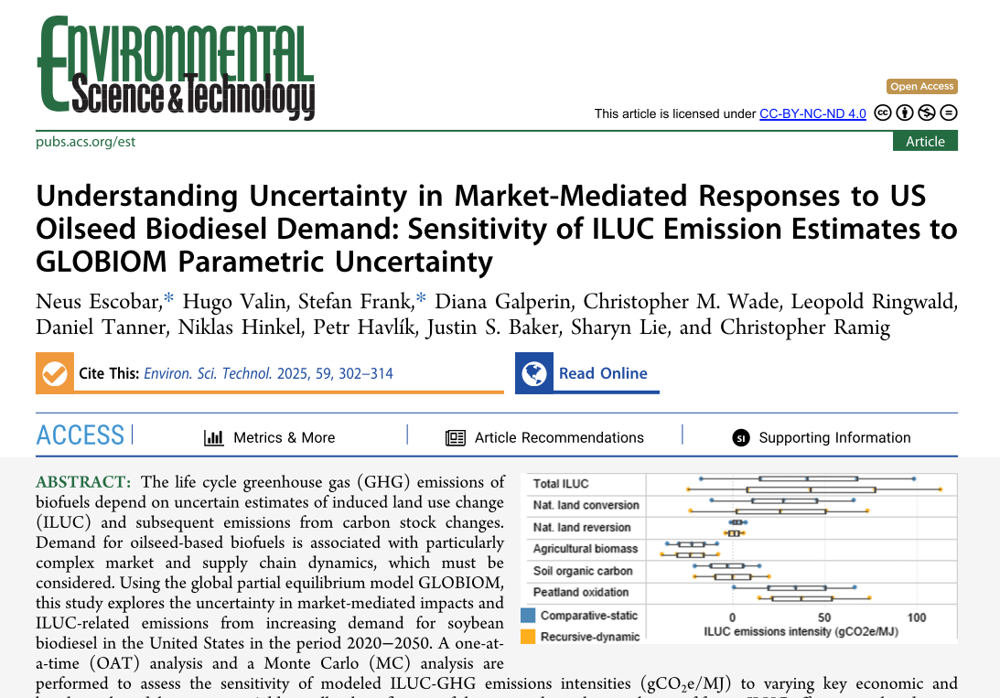 ENVIRONMENTAL
Science & Technology
Open Access
This article is licensed under CC-BY-NC-ND 4.0
pubs.acs.org/est
Article
Understanding Uncertainty in Market-Mediated Responses to US
Oilseed Biodiesel Demand: Sensitivity of ILUC Emission Estimates to
GLOBIOM Parametric Uncertainty
Neus Escobar,* Hugo Valin, Stefan Frank,* Diana Galperin, Christopher M. Wade, Leopold Ringwald,
Daniel Tanner, Niklas Hinkel, Petr Havlík, Justin S. Baker, Sharyn Lie, and Christopher Ramig
Cite This: Environ. Sci. Technol. 2025, 59, 302−314
Read Online
ACCESS
Metrics & More
Article Recommendations
SI
Supporting Information
ABSTRACT: The life cycle greenhouse gas (GHG) emissions of
biofuels depend on uncertain estimates of induced land use change
(ILUC) and subsequent emissions from carbon stock changes.
Demand for oilseed-based biofuels is associated with particularly
complex market and supply chain dynamics, which must be
considered. Using the global partial equilibrium model GLOBIOM,
this study explores the uncertainty in market-mediated impacts and
ILUC-related emissions from increasing demand for soybean
biodiesel in the United States in the period 2020−2050. A one-at-
a-time (OAT) analysis and a Monte Carlo (MC) analysis are
performed to assess the sensitivity of modeled ILUC-GHG emissions intensities (gCO₂e/MJ) to varying key economic and
Total ILUC
Nat. land conversion
Nat. land reversion
Agricultural biomass
Soil organic carbon
Peatland oxidation
0
50
100
Comparative-static
Recursive-dynamic
ILUC emissions intensity (gCO2e/MJ)